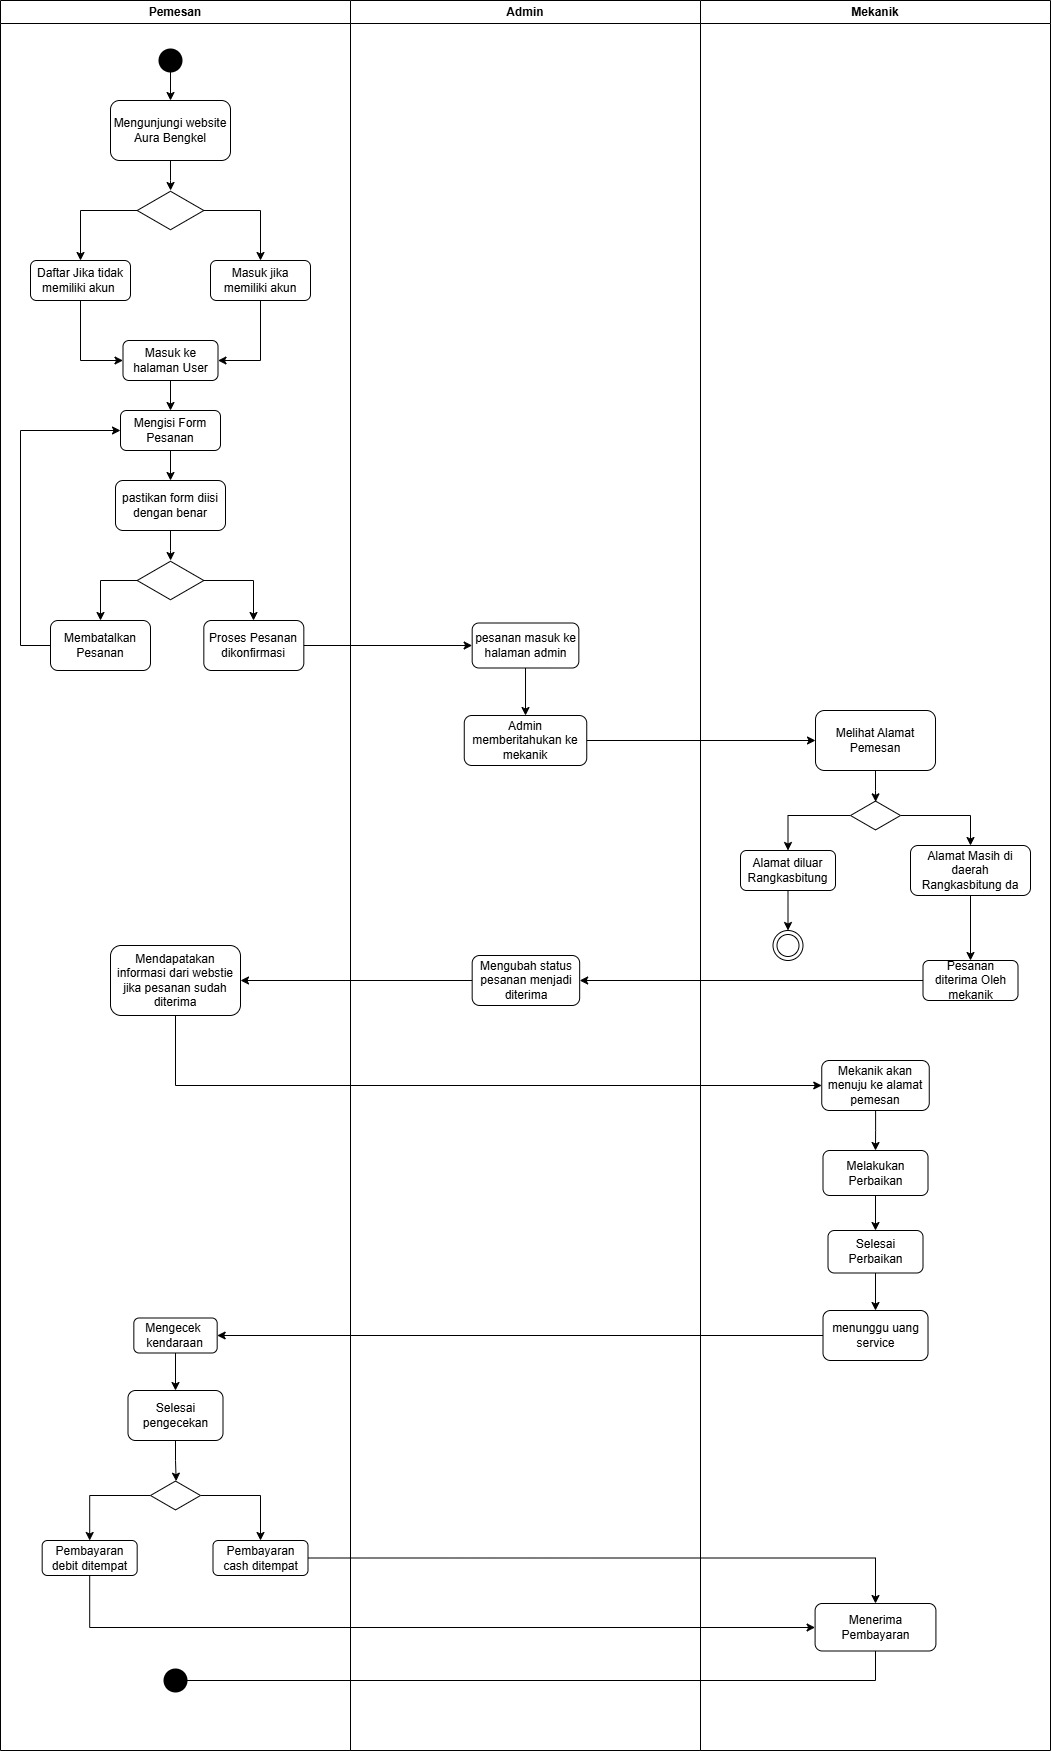 Pemesan
Admin
Mekanik
Mengunjungi website
Aura Bengkel
Daftar Jika tidak
memiliki akun
Masuk jika
memiliki akun
Masuk ke
halaman User
Mengisi Form
Pesanan
pastikan form diisi
dengan benar
Membatalkan
Pesanan
Proses Pesanan
dikonfirmasi
pesanan masuk ke
halaman admin
Admin
memberitahukan ke
mekanik
Melihat Alamat
Pemesan
Alamat diluar
Rangkasbitung
Alamat Masih di
daerah
Rangkasbitung da
Mendapatakan
informasi dari webstie
jika pesanan sudah
diterima
Mengubah status
pesanan menjadi
diterima
Pesanan
diterima Oleh
mekanik
Mekanik akan
menuju ke alamat
pemesan
Melakukan
Perbaikan
Selesai
Perbaikan
menunggu uang
service
Mengecek
kendaraan
Selesai
pengecekan
Pembayaran
debit ditempat
Pembayaran
cash ditempat
Menerima
Pembayaran